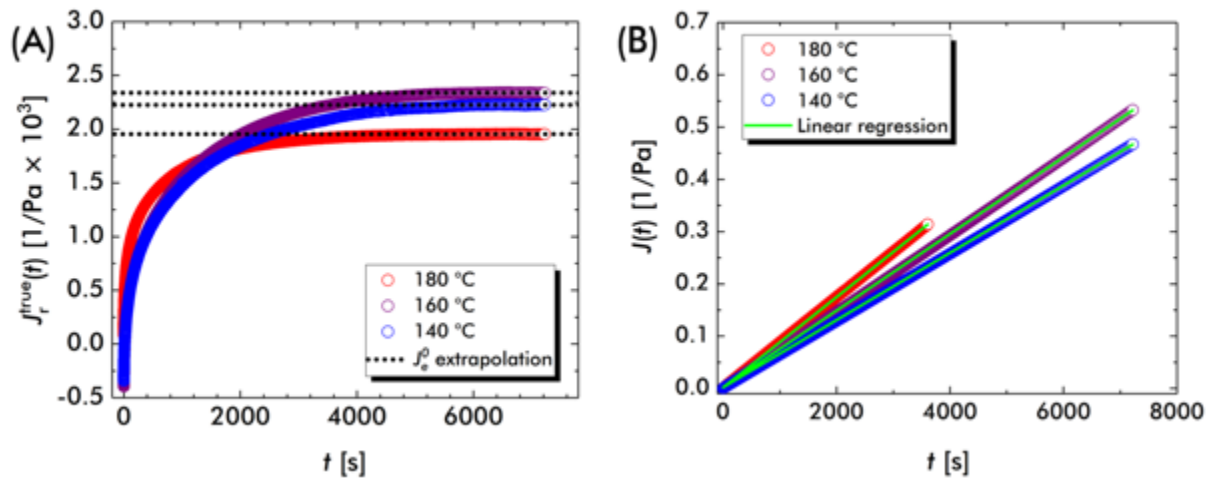 (A)
3.0
2.5
2.0
1.5
1.0
0.5
0.0
-0.5
J_r^true(t) [1/Pa × 10³]
180 °C
160 °C
140 °C
J_e^0 extrapolation
0 2000 4000 6000
t [s]
(B)
0.7
0.6
0.5
0.4
0.3
0.2
0.1
0.0
J(t) [1/Pa]
180 °C
160 °C
140 °C
Linear regression
0 2000 4000 6000 8000
t [s]